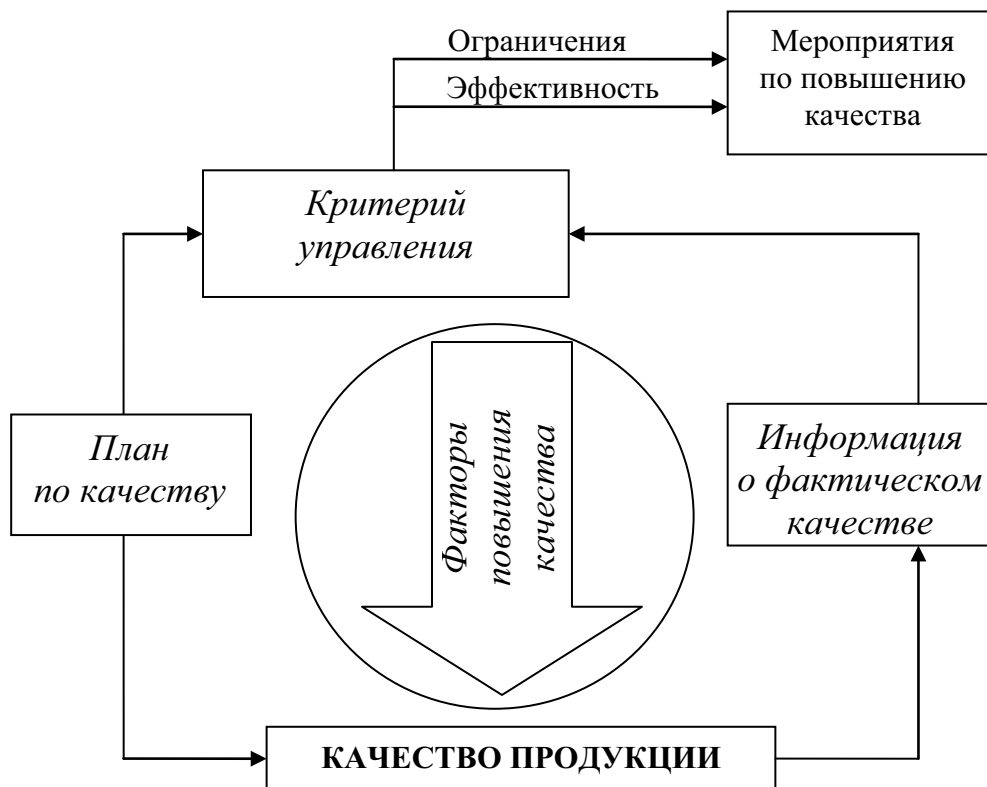 Ограничения
Эффективность
Мероприятия
по повышению
качества
Критерий
управления
План
по качеству
Факторы
повышения
качества
Информация
о фактическом
качестве
КАЧЕСТВО ПРОДУКЦИИ